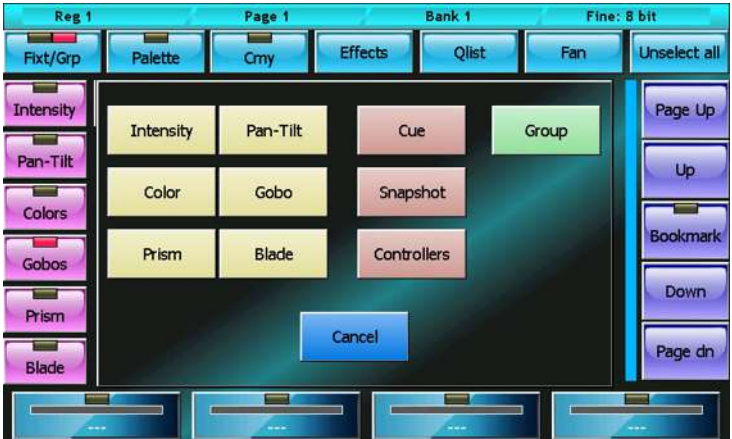 Reg 1 Page 1 Bank 1 Fine: 8 bit
Fixt/Grp Palette Cmy Effects Qlist Fan Unselect all
Intensity
Pan-Tilt
Colors
Gobos
Prism
Blade
Intensity Pan-Tilt Cue Group
Color Gobo Snapshot
Prism Blade Controllers
Cancel
Page Up
Up
Bookmark
Down
Page dn
--- --- --- ---